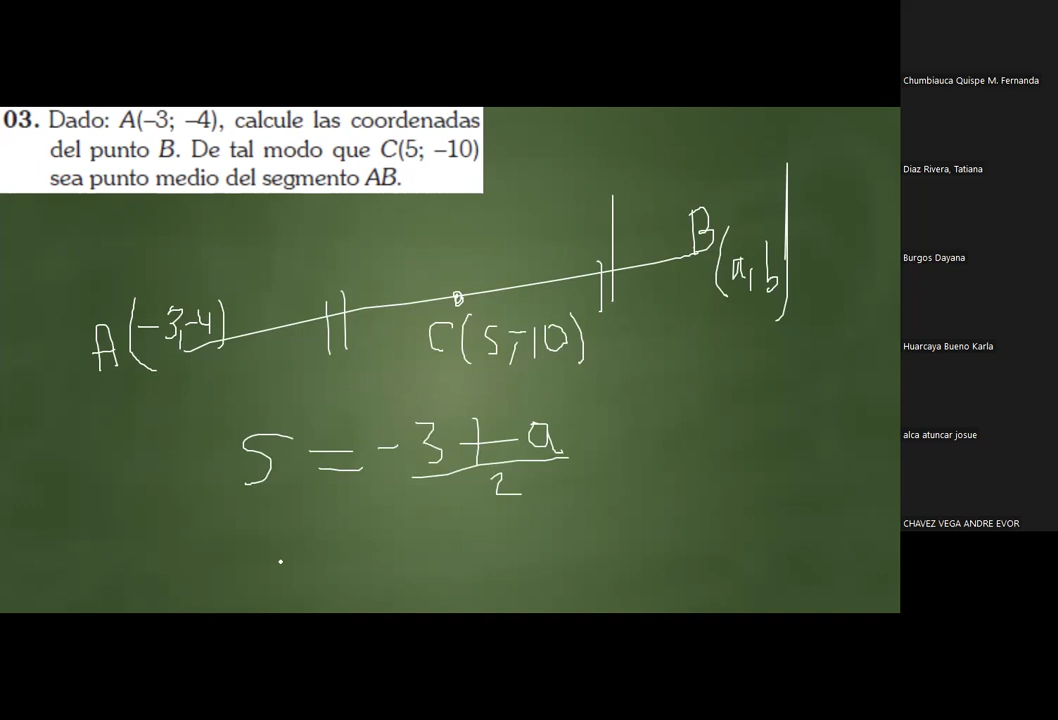 03. Dado: A(–3; –4), calcule las coordenadas
del punto B. De tal modo que C(5; –10)
sea punto medio del segmento AB.
A(-3,-4)
C(5;-10)
B
(a,b)
5 = -3+a
2
Chumbiauca Quispe M. Fernanda
Diaz Rivera, Tatiana
Burgos Dayana
Huarcaya Bueno Karla
alca atuncar josue
CHAVEZ VEGA ANDRE EVOR